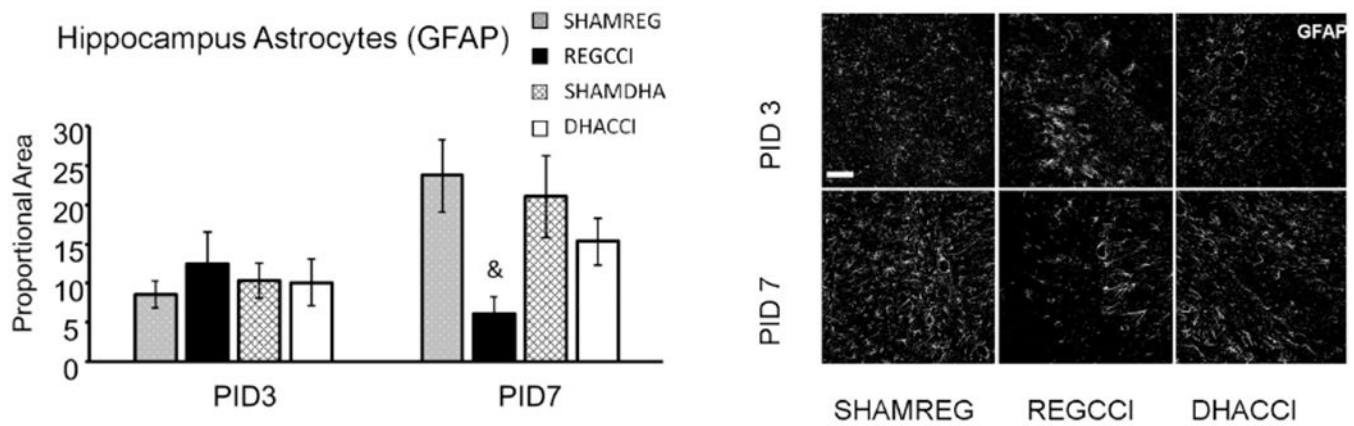 Hippocampus Astrocytes (GFAP)
SHAMREG
REGCCI
SHAMDHA
DHACCI
Proportional Area
30
25
20
15
10
5
0
&
PID3
PID7
GFAP
PID 3
PID 7
SHAMREG
REGCCI
DHACCI